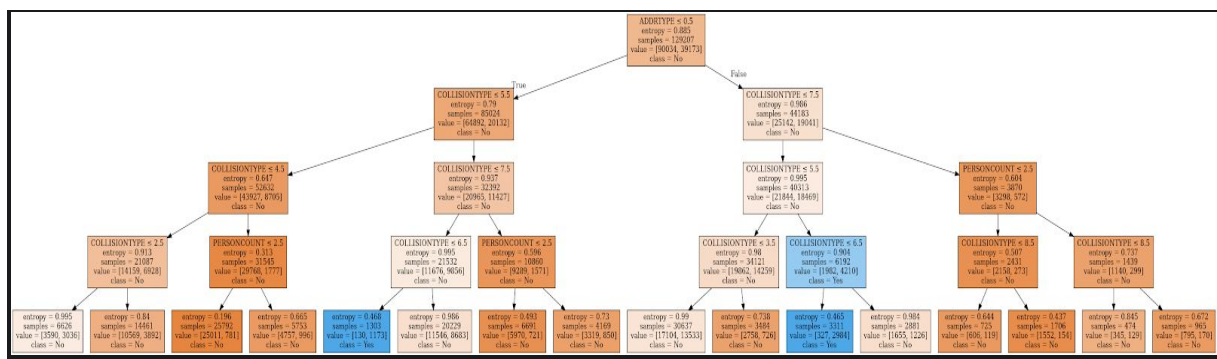 ADDRTYPE ≤ 0.5
entropy = 0.885
samples = 129207
value = [90034, 39173]
class = No
True
False
COLLISIONTYPE ≤ 5.5
entropy = 0.79
samples = 85024
value = [64892, 20132]
class = No
COLLISIONTYPE ≤ 7.5
entropy = 0.986
samples = 44183
value = [25142, 19041]
class = No
COLLISIONTYPE ≤ 4.5
entropy = 0.647
samples = 52632
value = [43927, 8705]
class = No
COLLISIONTYPE ≤ 7.5
entropy = 0.937
samples = 32392
value = [20965, 11427]
class = No
COLLISIONTYPE ≤ 5.5
entropy = 0.995
samples = 40313
value = [21844, 18469]
class = No
PERSONCOUNT ≤ 2.5
entropy = 0.604
samples = 3870
value = [3298, 572]
class = No
COLLISIONTYPE ≤ 2.5
entropy = 0.913
samples = 21087
value = [14159, 6928]
class = No
PERSONCOUNT ≤ 2.5
entropy = 0.313
samples = 31545
value = [29768, 1777]
class = No
COLLISIONTYPE ≤ 6.5
entropy = 0.995
samples = 21532
value = [11676, 9856]
class = No
PERSONCOUNT ≤ 2.5
entropy = 0.596
samples = 10860
value = [9289, 1571]
class = No
COLLISIONTYPE ≤ 3.5
entropy = 0.98
samples = 34121
value = [19862, 14259]
class = No
COLLISIONTYPE ≤ 6.5
entropy = 0.904
samples = 6192
value = [1982, 4210]
class = Yes
COLLISIONTYPE ≤ 8.5
entropy = 0.507
samples = 2431
value = [2158, 273]
class = No
COLLISIONTYPE ≤ 8.5
entropy = 0.737
samples = 1439
value = [1140, 299]
class = No
entropy = 0.995
samples = 6626
value = [3590, 3036]
class = No
entropy = 0.84
samples = 14461
value = [10569, 3892]
class = No
entropy = 0.196
samples = 25792
value = [25011, 781]
class = No
entropy = 0.665
samples = 5753
value = [4757, 996]
class = No
entropy = 0.468
samples = 1303
value = [130, 1173]
class = Yes
entropy = 0.986
samples = 20229
value = [11546, 8683]
class = No
entropy = 0.493
samples = 6691
value = [5970, 721]
class = No
entropy = 0.73
samples = 4169
value = [3319, 850]
class = No
entropy = 0.99
samples = 30637
value = [17104, 13533]
class = No
entropy = 0.738
samples = 3484
value = [2758, 726]
class = No
entropy = 0.465
samples = 3311
value = [327, 2984]
class = Yes
entropy = 0.984
samples = 2881
value = [1655, 1226]
class = No
entropy = 0.644
samples = 725
value = [606, 119]
class = No
entropy = 0.437
samples = 1706
value = [1552, 154]
class = No
entropy = 0.845
samples = 474
value = [345, 129]
class = No
entropy = 0.672
samples = 965
value = [795, 170]
class = No